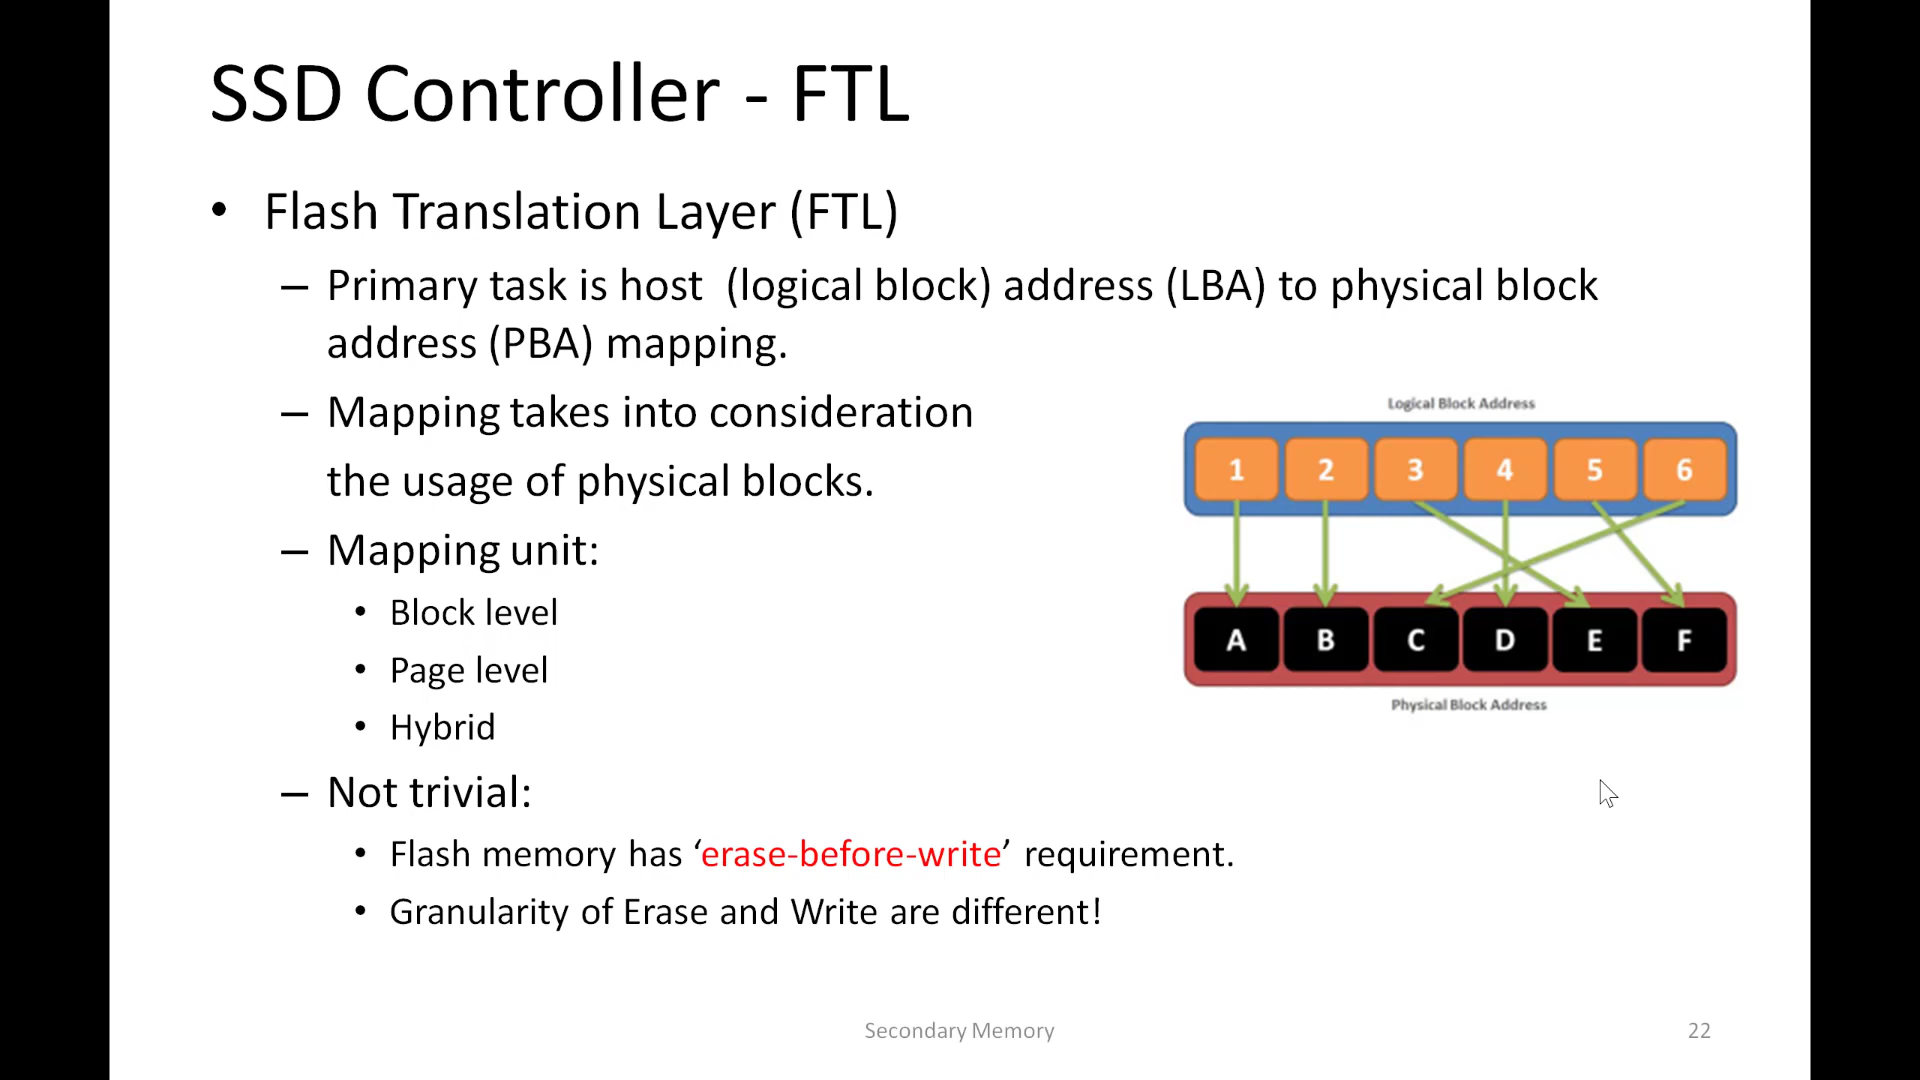 SSD Controller - FTL
• Flash Translation Layer (FTL)
– Primary task is host (logical block) address (LBA) to physical block
address (PBA) mapping.
– Mapping takes into consideration
the usage of physical blocks.
– Mapping unit:
• Block level
• Page level
• Hybrid
– Not trivial:
• Flash memory has ‘erase-before-write’ requirement.
• Granularity of Erase and Write are different!
Logical Block Address
1 2 3 4 5 6
A B C D E F
Physical Block Address
Secondary Memory
22